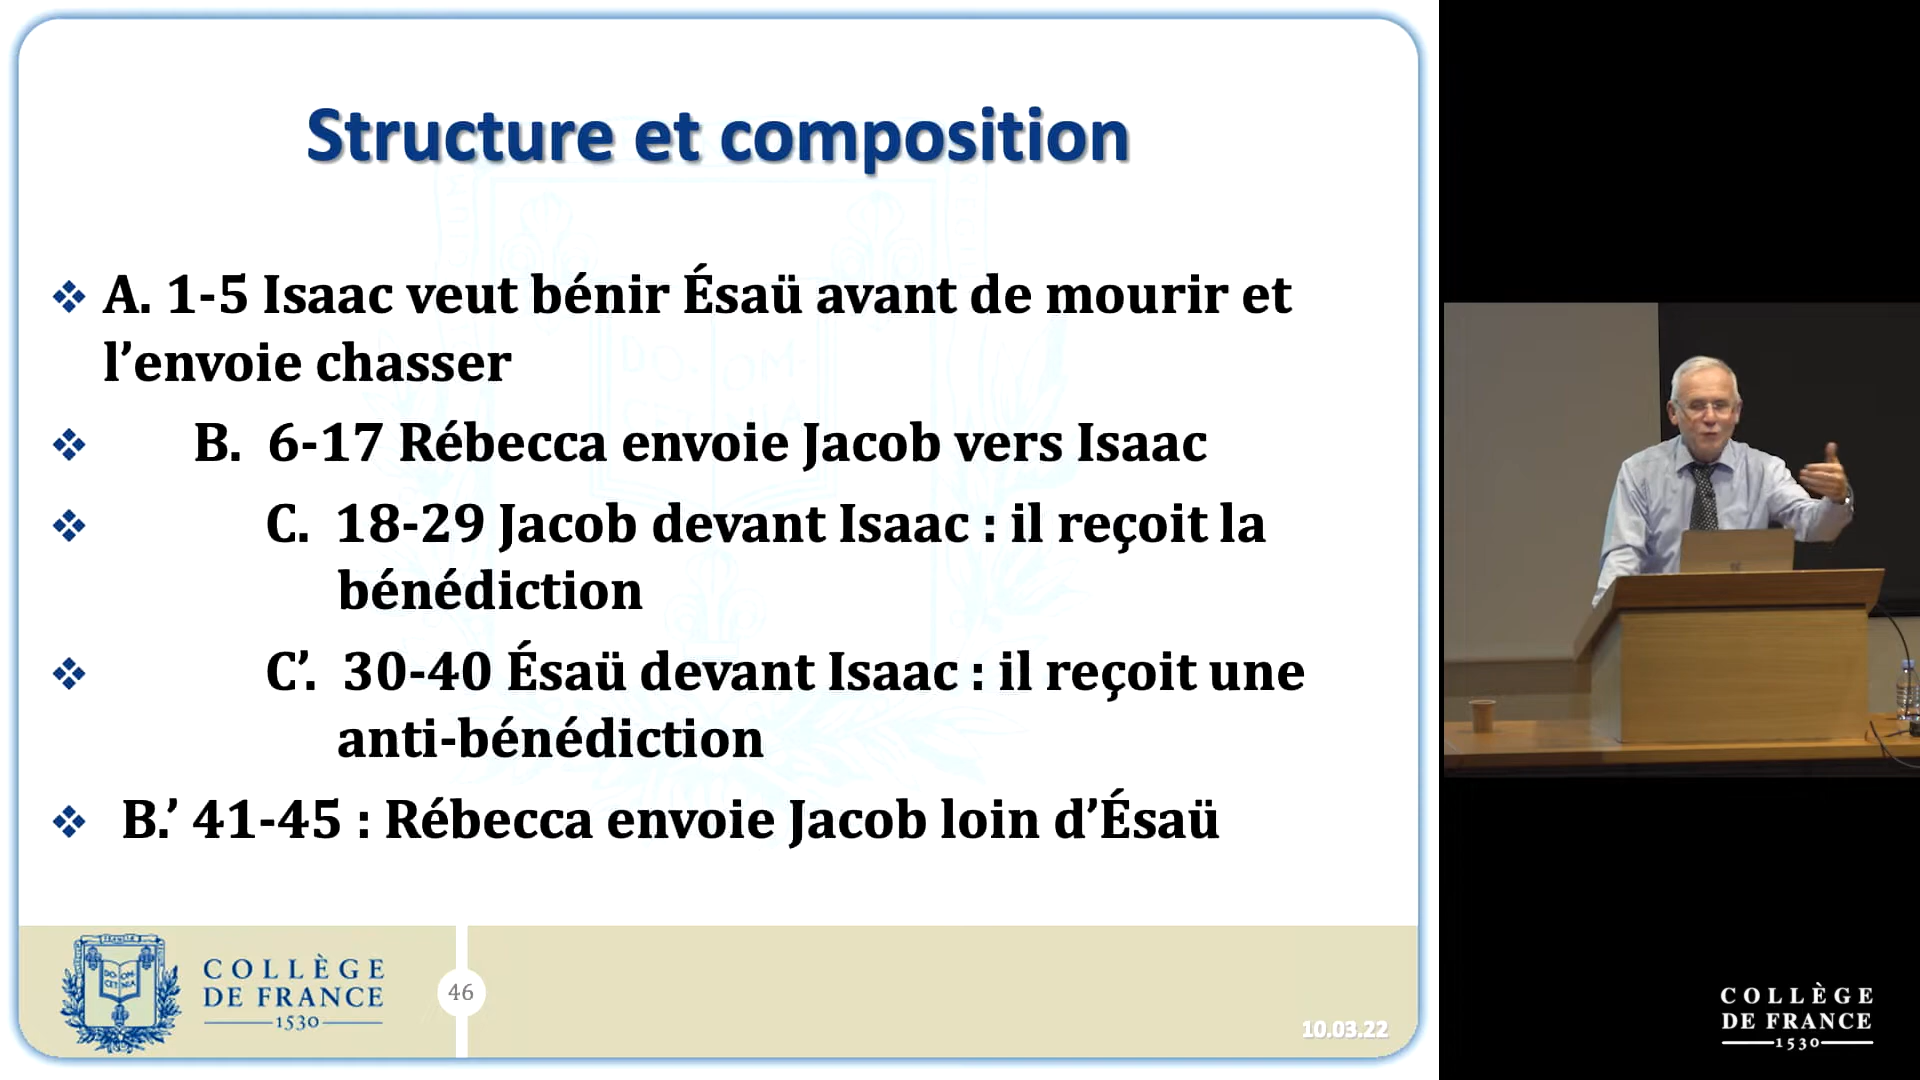 Structure et composition
❖ A. 1-5 Isaac veut bénir Ésaü avant de mourir et
l’envoie chasser
❖ B. 6-17 Rébecca envoie Jacob vers Isaac
❖ C. 18-29 Jacob devant Isaac : il reçoit la
bénédiction
❖ C’. 30-40 Ésaü devant Isaac : il reçoit une
anti-bénédiction
❖ B.’ 41-45 : Rébecca envoie Jacob loin d’Ésaü
COLLÈGE
DE FRANCE
1530
46
10.03.22
COLLÈGE
DE FRANCE
1530